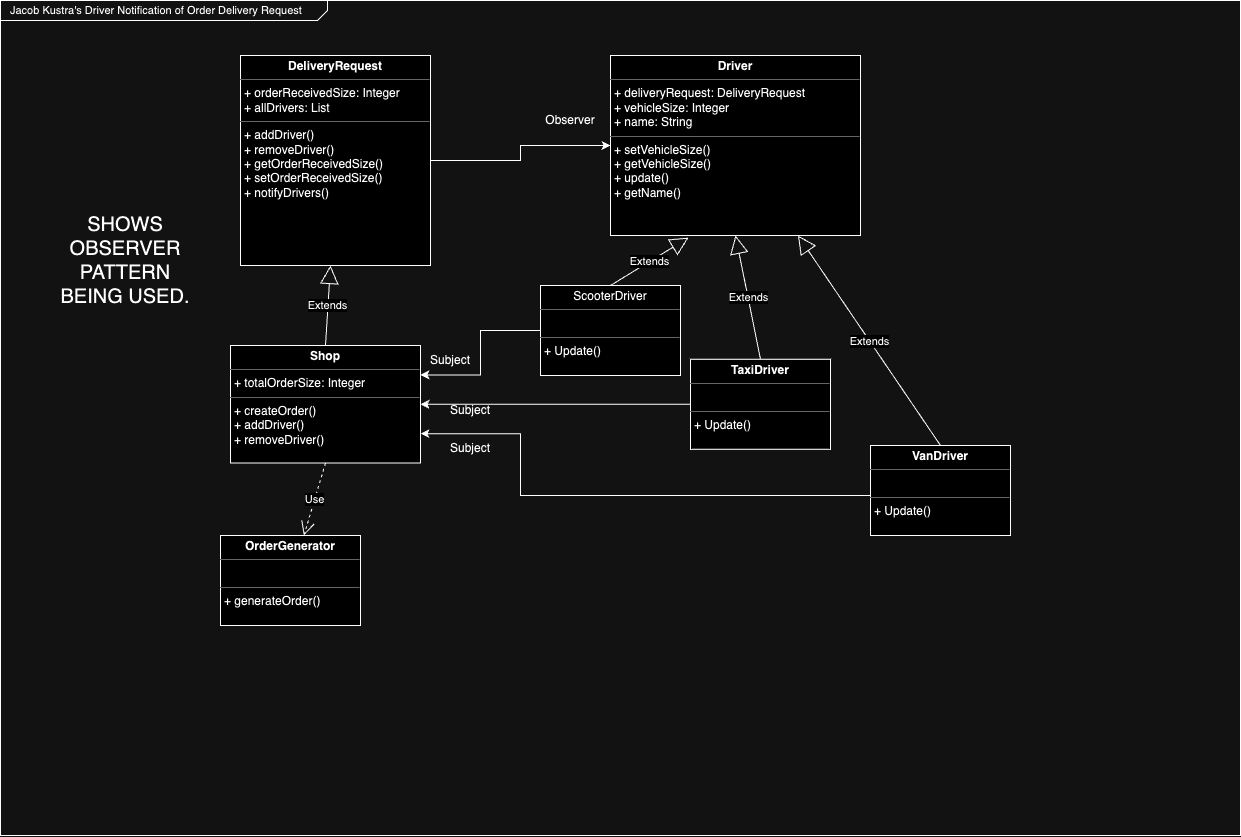 Jacob Kustra's Driver Notification of Order Delivery Request
DeliveryRequest
+ orderReceivedSize: Integer
+ allDrivers: List
+ addDriver()
+ removeDriver()
+ getOrderReceivedSize()
+ setOrderReceivedSize()
+ notifyDrivers()
Observer
Driver
+ deliveryRequest: DeliveryRequest
+ vehicleSize: Integer
+ name: String
+ setVehicleSize()
+ getVehicleSize()
+ update()
+ getName()
SHOWS
OBSERVER
PATTERN
BEING USED.
Extends
Extends
Extends
Extends
ScooterDriver
+ Update()
Shop
+ totalOrderSize: Integer
+ createOrder()
+ addDriver()
+ removeDriver()
Subject
Subject
Subject
TaxiDriver
+ Update()
VanDriver
+ Update()
Use
OrderGenerator
+ generateOrder()